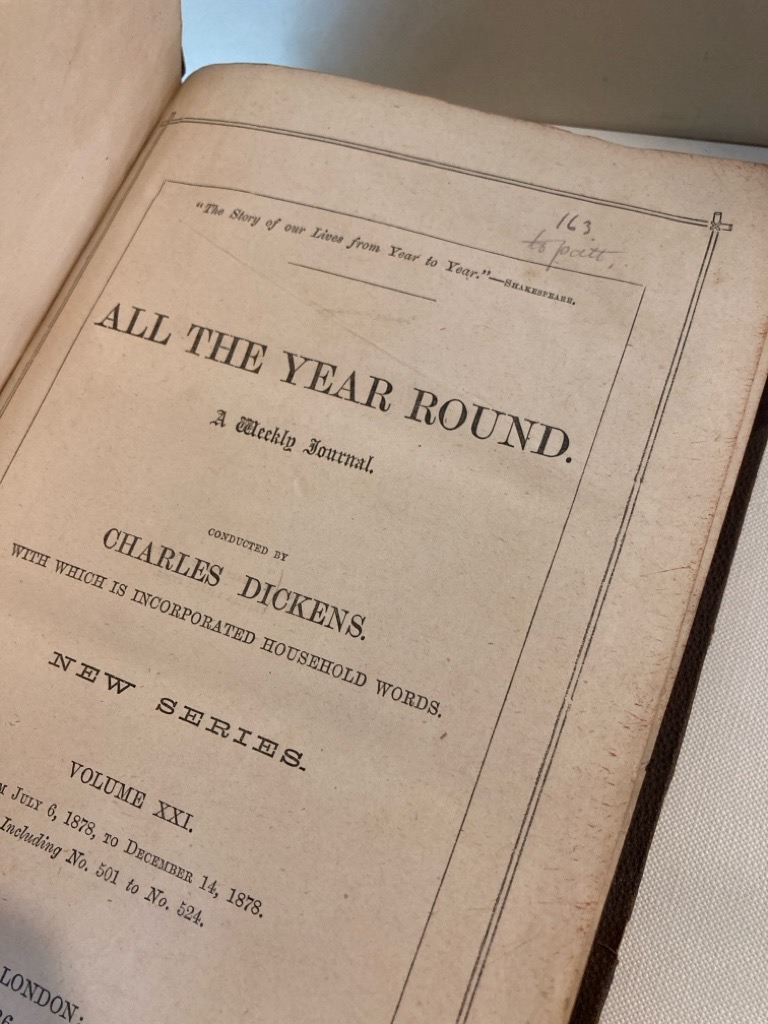 163
to
"The Story of our Lives from Year to Year."—SHAKESPEARE.
ALL THE YEAR ROUND.
A Weekly Journal.
CONDUCTED BY
CHARLES DICKENS.
WITH WHICH IS INCORPORATED HOUSEHOLD WORDS.
NEW SERIES.
VOLUME XXI.
JULY 6, 1878, TO DECEMBER 14, 1878.
Including No. 501 to No. 524.
LONDON: